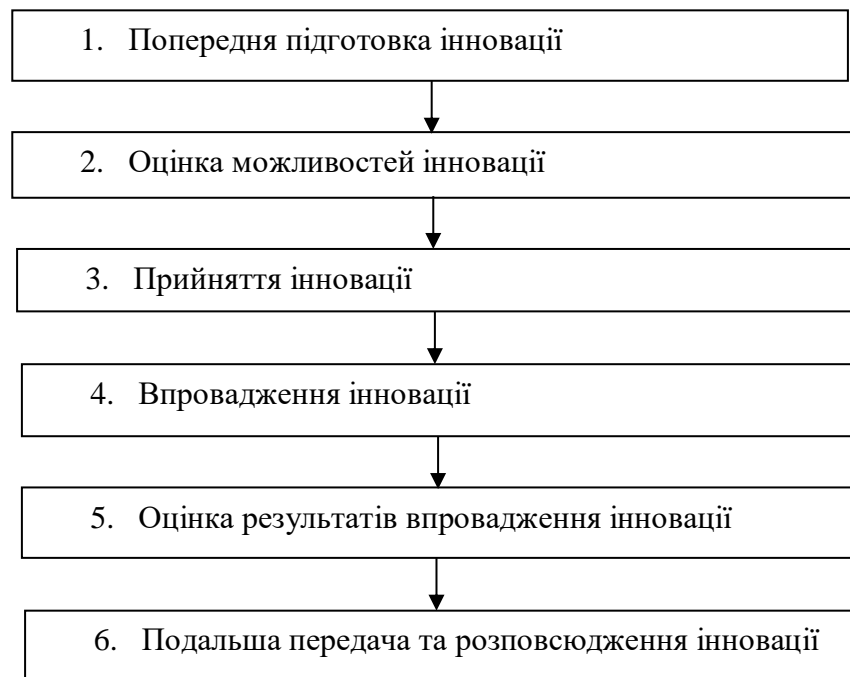 1. Попередня підготовка інновації
2. Оцінка можливостей інновації
3. Прийняття інновації
4. Впровадження інновації
5. Оцінка результатів впровадження інновації
6. Подальша передача та розповсюдження інновації